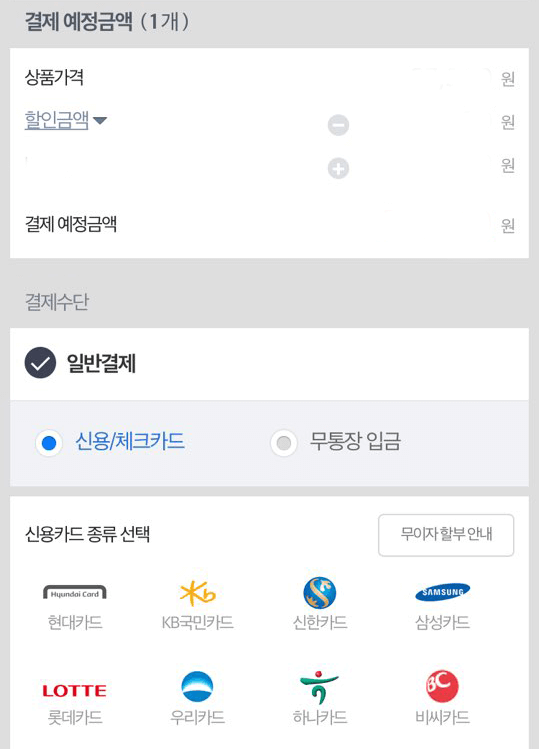 결제 예정금액 (1개)
상품가격 원
할인금액 원
원
결제 예정금액 원
결제수단
일반결제
신용/체크카드 무통장 입금
신용카드 종류 선택 무이자 할부 안내
Hyundai Card Kb SAMSUNG
현대카드 KB국민카드 신한카드 삼성카드
LOTTE BC
롯데카드 우리카드 하나카드 비씨카드